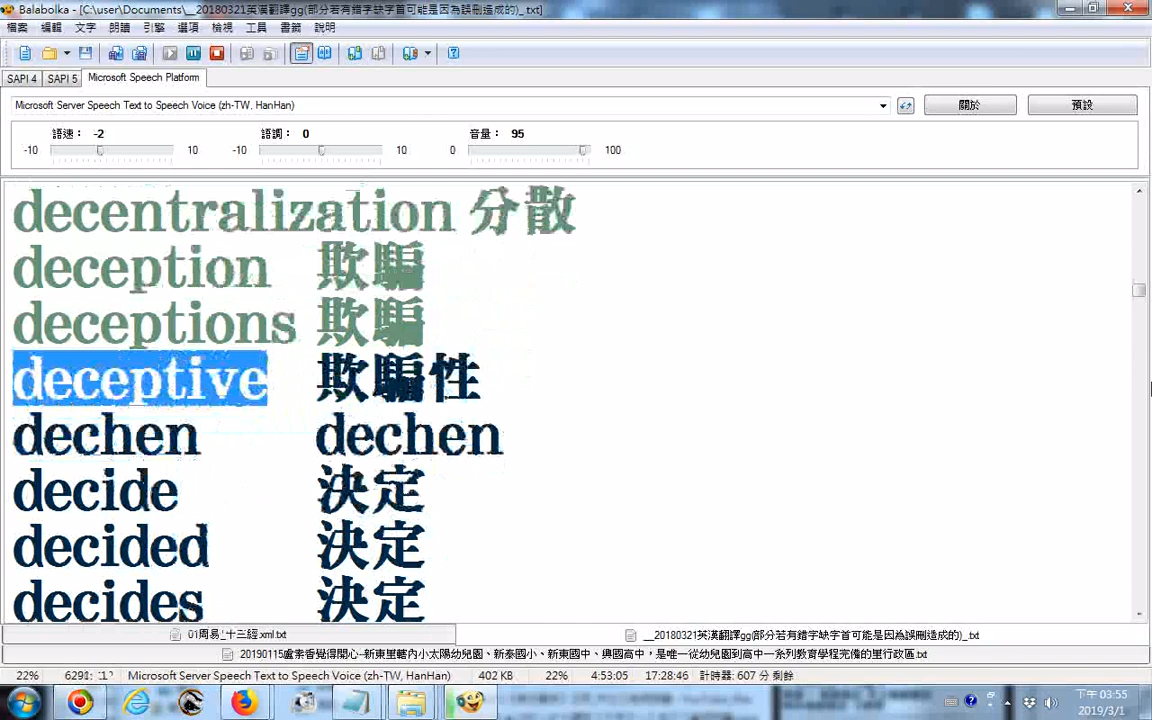 Balabolka - [C:\user\Documents\__20180321英漢翻譯gg(部分若有錯字缺字首可能是因為誤刪造成的)_.txt]
檔案 編輯 文字 朗讀 引擎 選項 檢視 工具 書籤 說明
SAPI 4 SAPI 5 Microsoft Speech Platform
Microsoft Server Speech Text to Speech Voice (zh-TW, HanHan) 關於 預設
語速： -2 語調： 0 音量： 95
-10 10 -10 10 0 100
decentralization 分散
deception 欺騙
deceptions 欺騙
deceptive 欺騙性
dechen dechen
decide 決定
decided 決定
decides 決定
01周易_十三經.xml.txt __20180321英漢翻譯gg(部分若有錯字缺字首可能是因為誤刪造成的)_.txt
20190115盧素香覺得開心--新東里轄內小太陽幼兒園、新泰國小、新東國中、興國高中，是唯一從幼兒園到高中一系列教育學程完備的里行政區.txt
22% 6291: '1' Microsoft Server Speech Text to Speech Voice (zh-TW, HanHan) 402 KB 22% 4:53:05 17:28:46 計時器: 607 分 剩餘
下午 03:55
2019/3/1